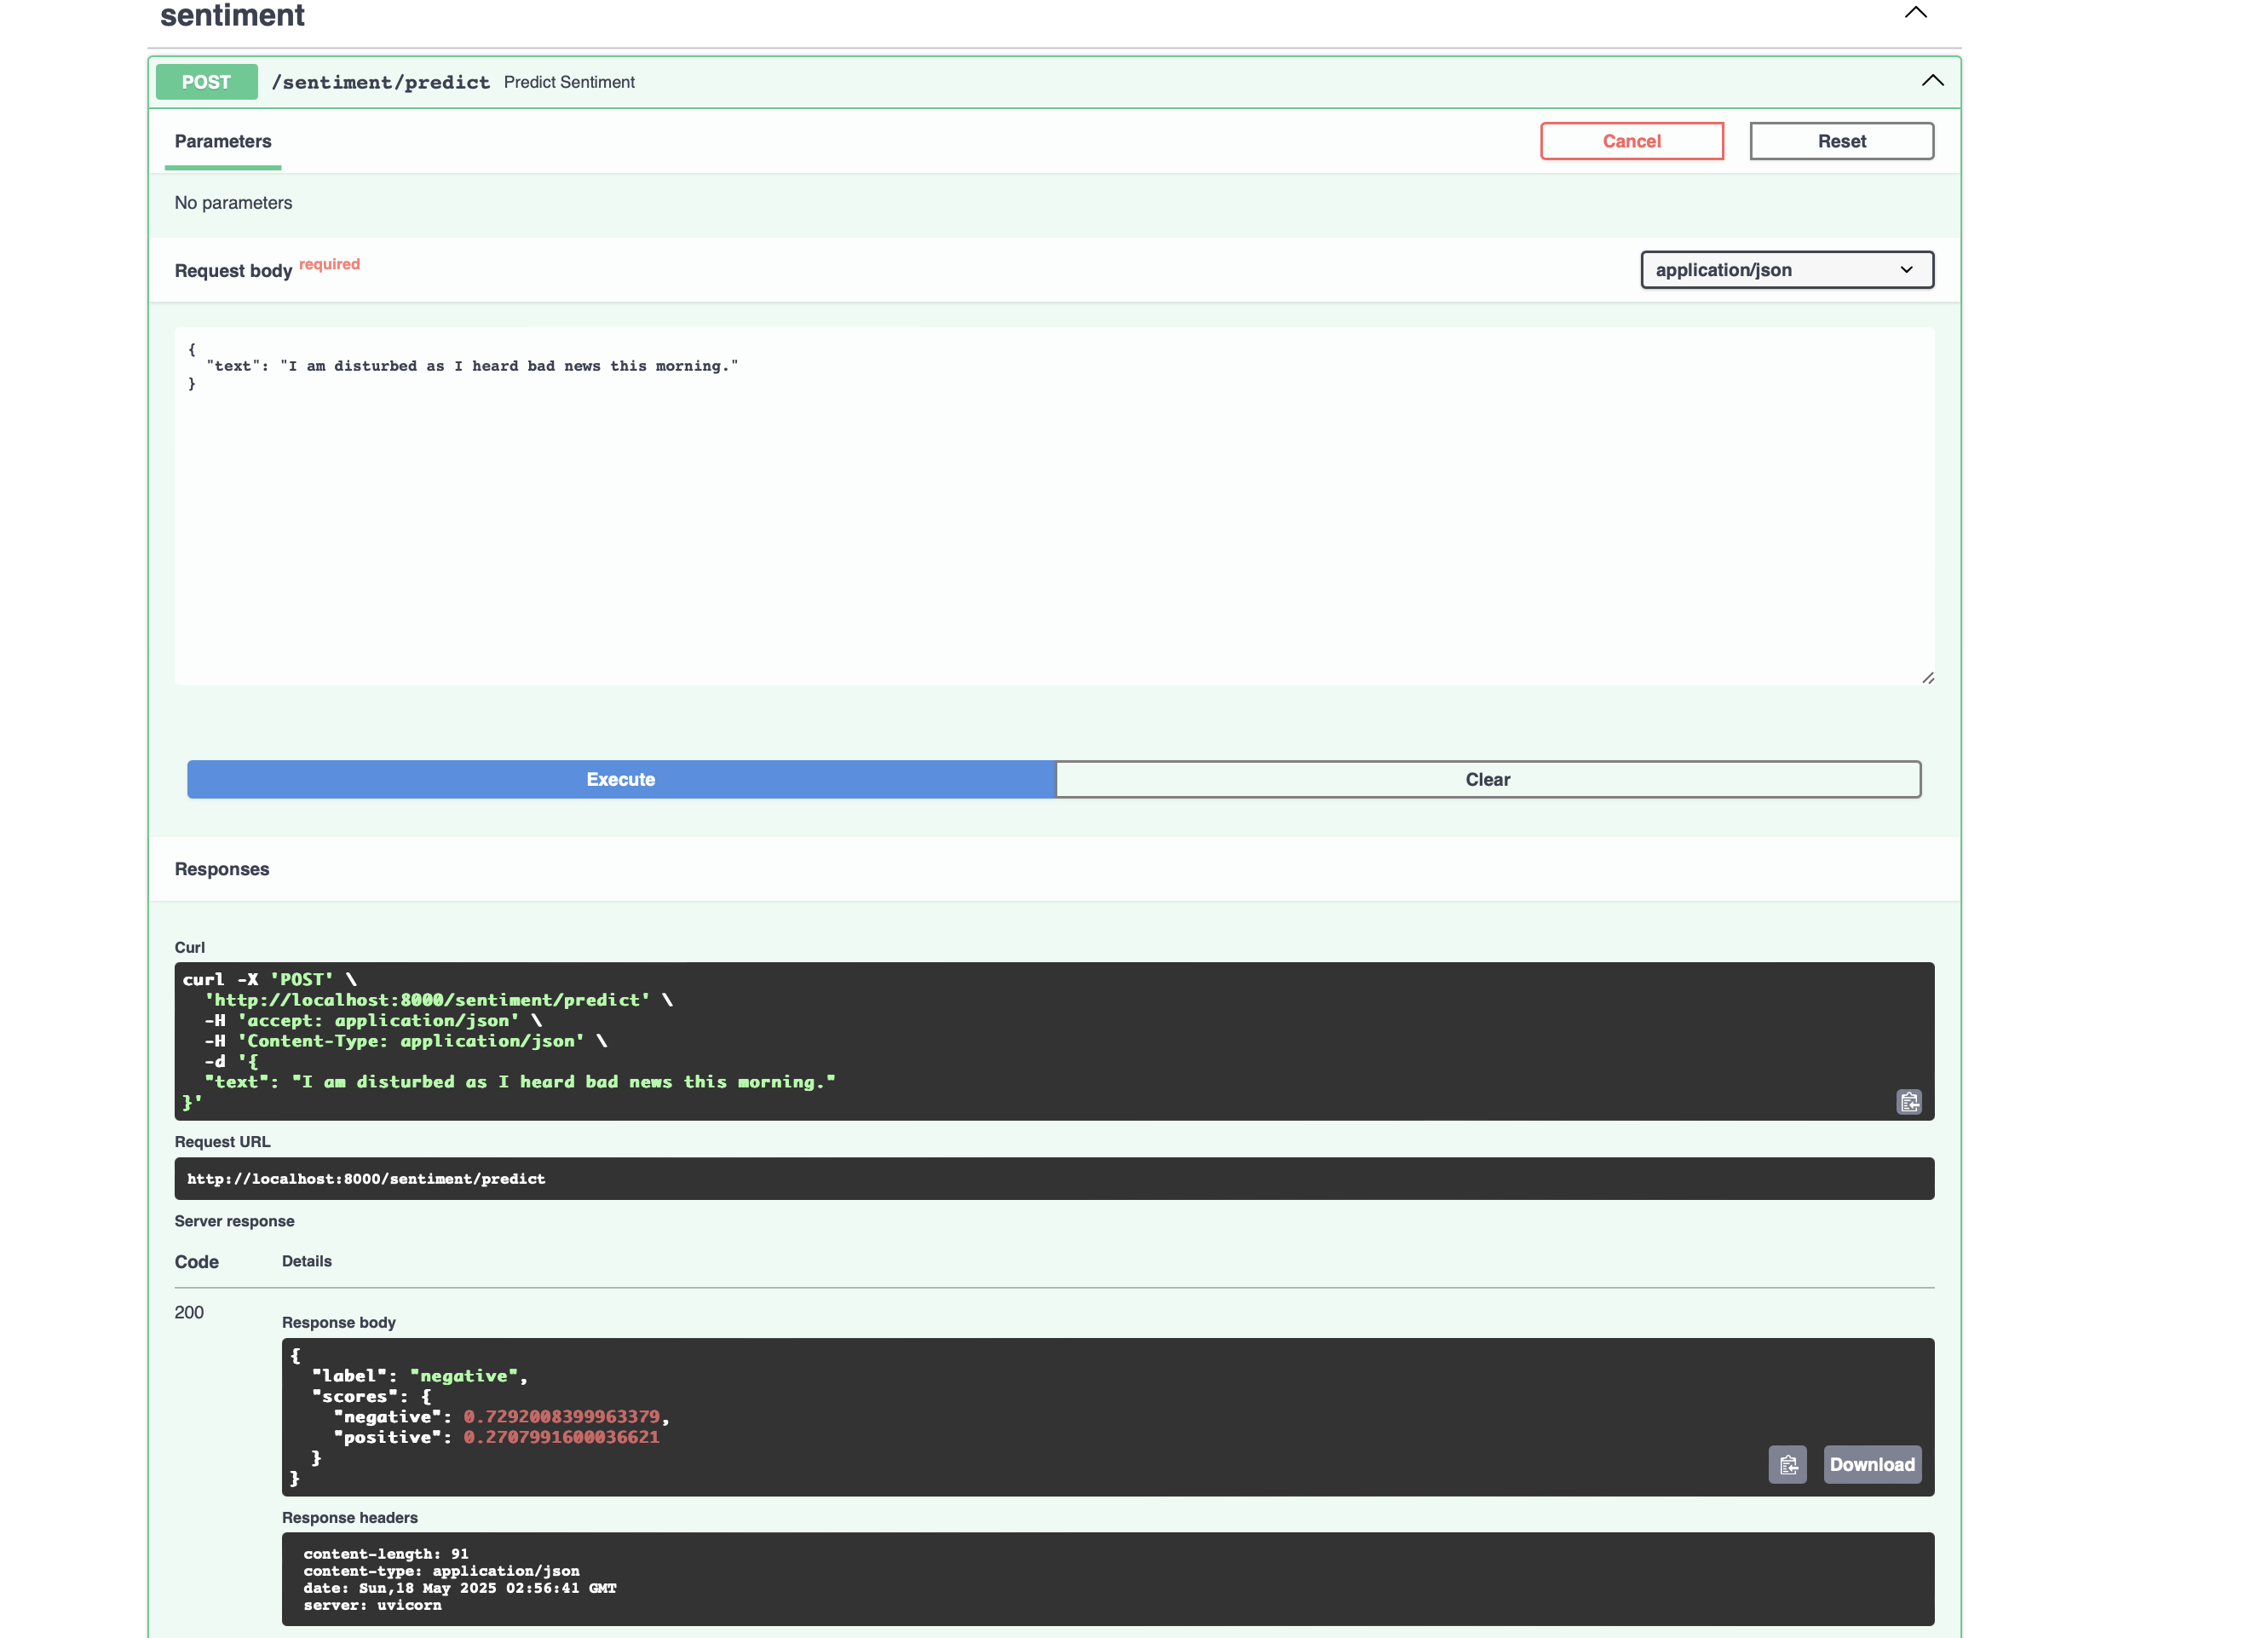 sentiment
POST /sentiment/predict Predict Sentiment
Parameters
Cancel
Reset
No parameters
Request body required
application/json
{
  "text": "I am disturbed as I heard bad news this morning."
}
Execute
Clear
Responses
Curl
curl -X 'POST' \
  'http://localhost:8000/sentiment/predict' \
  -H 'accept: application/json' \
  -H 'Content-Type: application/json' \
  -d '{
  "text": "I am disturbed as I heard bad news this morning."
}'
Request URL
http://localhost:8000/sentiment/predict
Server response
Code Details
200
Response body
{
  "label": "negative",
  "scores": {
    "negative": 0.7292008399963379,
    "positive": 0.2707991600036621
  }
}
Download
Response headers
content-length: 91
content-type: application/json
date: Sun,18 May 2025 02:56:41 GMT
server: uvicorn